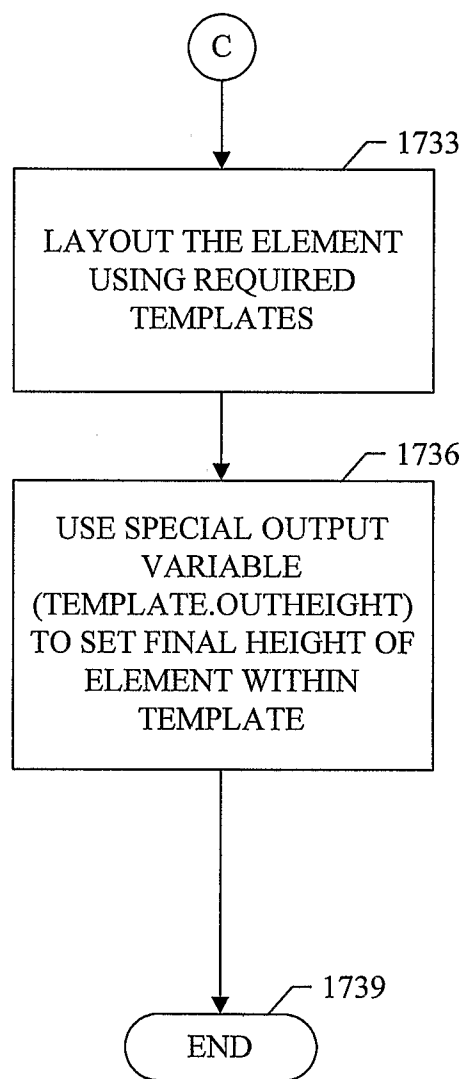 C
1733
LAYOUT THE ELEMENT
USING REQUIRED
TEMPLATES
1736
USE SPECIAL OUTPUT
VARIABLE
(TEMPLATE.OUTHEIGHT)
TO SET FINAL HEIGHT OF
ELEMENT WITHIN
TEMPLATE
1739
END